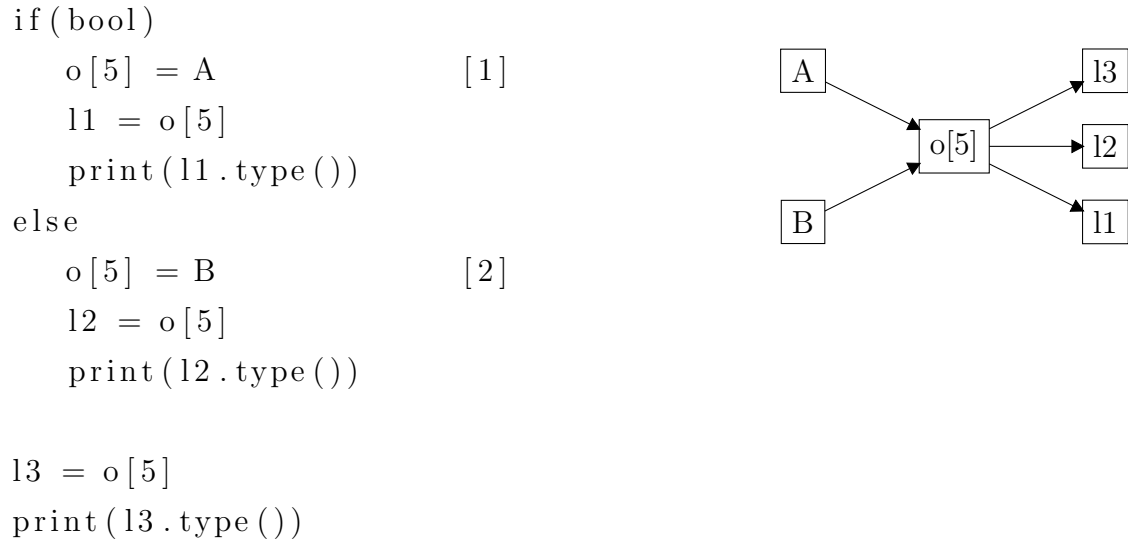 if(bool)
o[5] = A [1]
l1 = o[5]
print(l1.type())
else
o[5] = B [2]
l2 = o[5]
print(l2.type())
l3 = o[5]
print(l3.type())
A
B
o[5]
l3
l2
l1